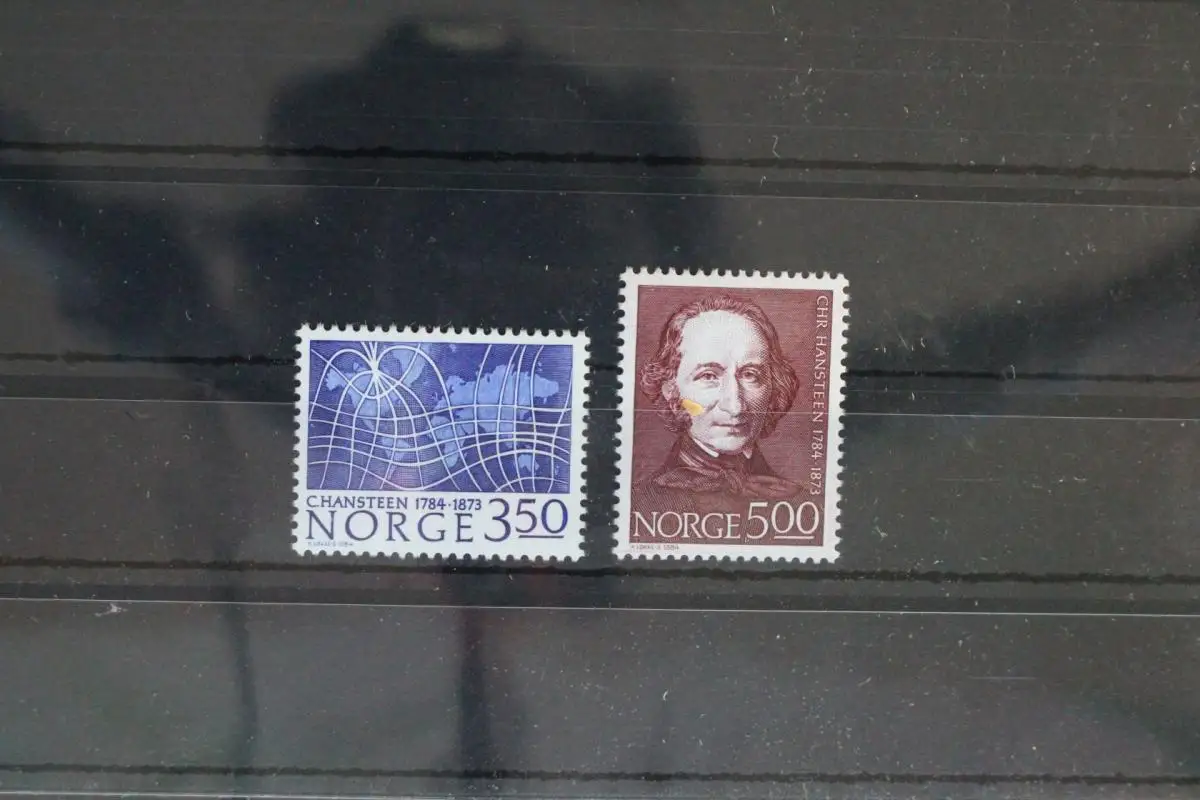 C.HANSTEEN 1784·1873
NORGE 350
CHR HANSTEEN 1784·1873
NORGE 500